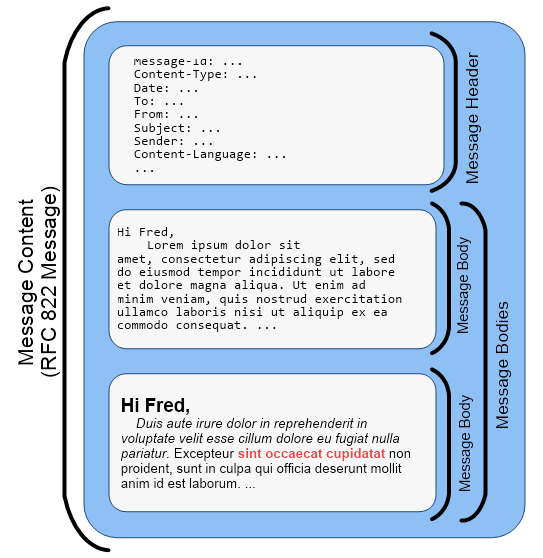 Message Content
(RFC 822 Message)
Message-Id: ...
Content-Type: ...
Date: ...
To: ...
From: ...
Subject: ...
Sender: ...
Content-Language: ...
...
Message Header
Hi Fred,
Lorem ipsum dolor sit
amet, consectetur adipiscing elit, sed
do eiusmod tempor incididunt ut labore
et dolore magna aliqua. Ut enim ad
minim veniam, quis nostrud exercitation
ullamco laboris nisi ut aliquip ex ea
commodo consequat. ...
Message Body
Hi Fred,
Duis aute irure dolor in reprehenderit in
voluptate velit esse cillum dolore eu fugiat nulla
pariatur. Excepteur sint occaecat cupidatat non
proident, sunt in culpa qui officia deserunt mollit
anim id est laborum. ...
Message Body
Message Bodies